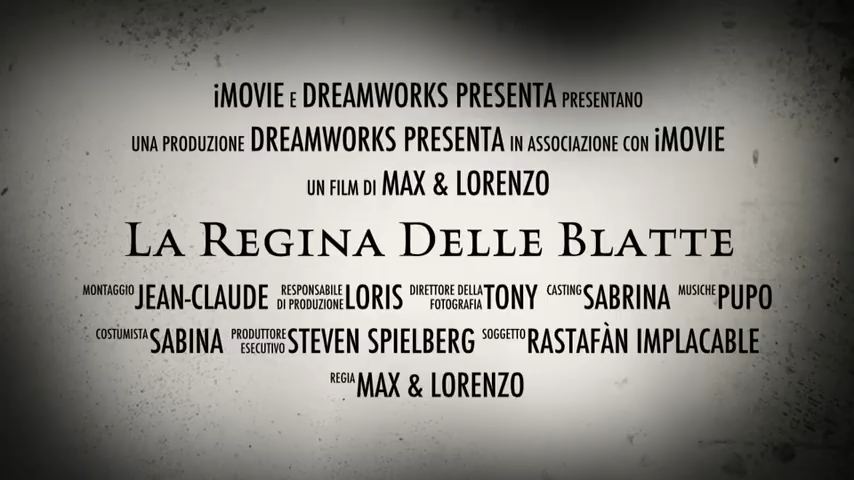 iMOVIE E DREAMWORKS PRESENTA PRESENTANO
UNA PRODUZIONE DREAMWORKS PRESENTA IN ASSOCIAZIONE CON iMOVIE
UN FILM DI MAX & LORENZO
LA REGINA DELLE BLATTE
MONTAGGIO JEAN-CLAUDE RESPONSABILE DI PRODUZIONE LORIS DIRETTORE DELLA FOTOGRAFIA TONY CASTING SABRINA MUSICHE PUPO
COSTUMISTA SABINA PRODUTTORE ESECUTIVO STEVEN SPIELBERG SOGGETTO RASTAFÀN IMPLACABLE
REGIA MAX & LORENZO